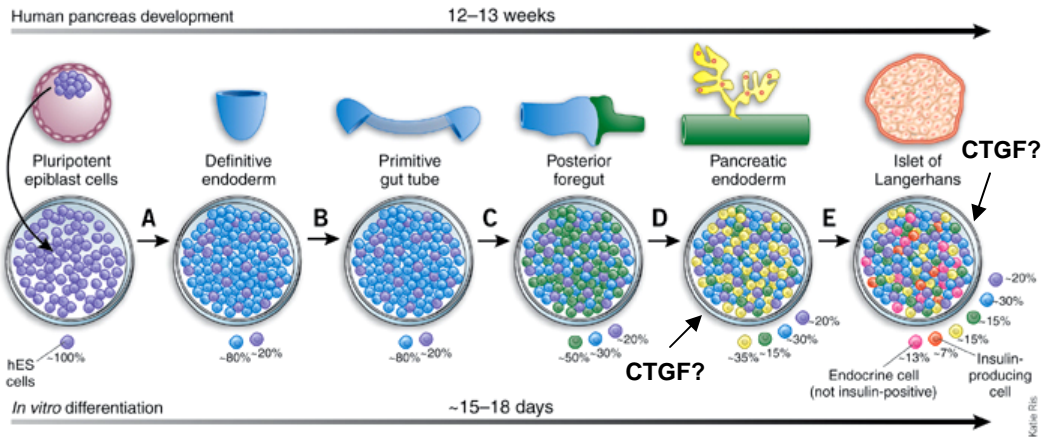 Human pancreas development
12–13 weeks
Pluripotent
epiblast cells
Definitive
endoderm
Primitive
gut tube
Posterior
foregut
Pancreatic
endoderm
Islet of
Langerhans
CTGF?
A
B
C
D
E
hES
cells
~100%
~80%
~20%
~80%
~20%
~50%
~30%
~20%
CTGF?
~35%
~15%
~30%
~20%
~20%
~30%
~15%
~15%
~7%
~13%
Endocrine cell
(not insulin-positive)
Insulin-
producing
cell
In vitro differentiation
~15–18 days
Katie Ris